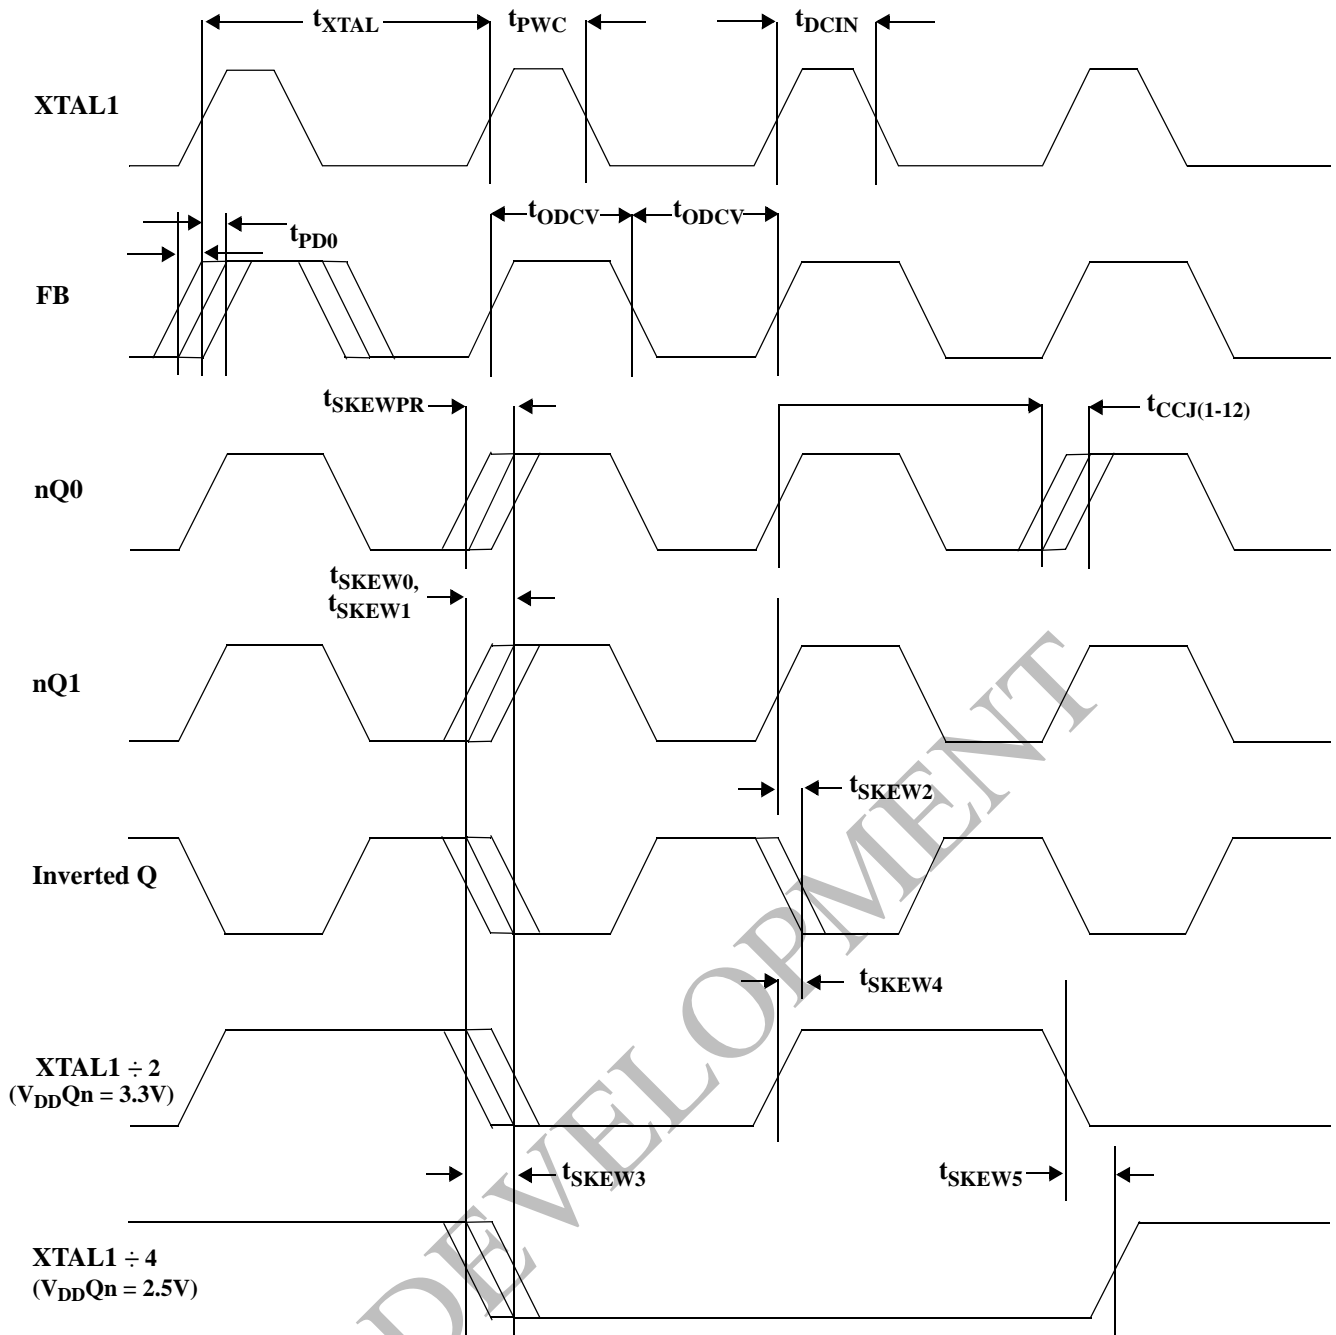 tXTAL tPWC tDCIN
XTAL1
tODCV tODCV
tPD0
FB
tSKEWPR tCCJ(1-12)
nQ0
tSKEW0,
tSKEW1
nQ1
tSKEW2
Inverted Q
tSKEW4
XTAL1 ÷ 2
(VDDQn = 3.3V)
tSKEW3 tSKEW5
XTAL1 ÷ 4
(VDDQn = 2.5V)
DEVELOPMENT